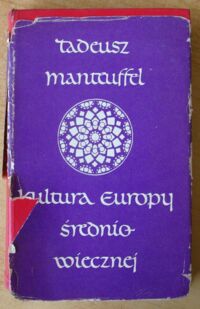 tadeusz
manteuffel
kultura Europy
średnio
wiecznej